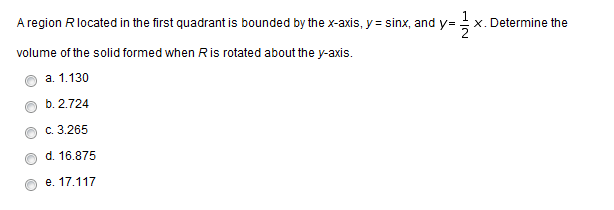 A region R located in the first quadrant is bounded by the x-axis, y = sinx, and y= 1/2 x. Determine the
volume of the solid formed when R is rotated about the y-axis.
a. 1.130
b. 2.724
c. 3.265
d. 16.875
e. 17.117